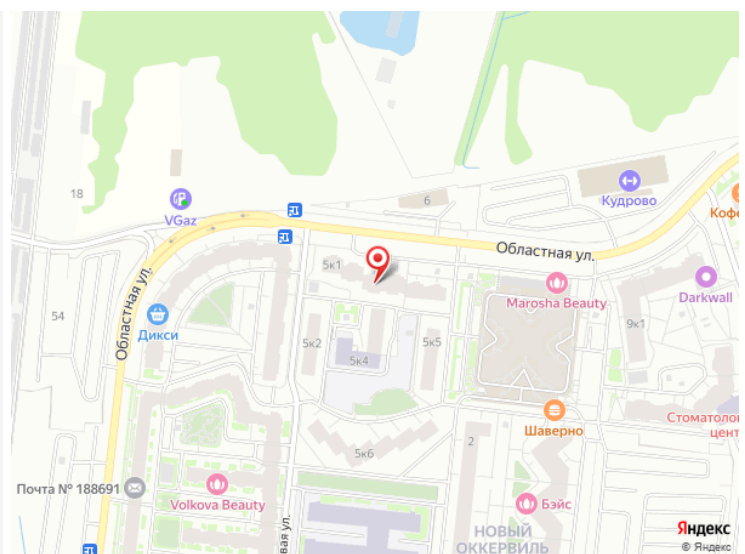 18
VGaz
6
Кудрово
Кофе
Областная ул.
5к1
Marosha Beauty
Darkwall
Областная ул.
54
Дикси
5к2
5к4
5к5
9к1
Стоматолог
цент
Шаверно
2
5к6
Почта № 188691
Volkova Beauty
вая ул.
Бэйс
НОВЫЙ
ОККЕРВИЛЬ
Яндекс
© Яндекс